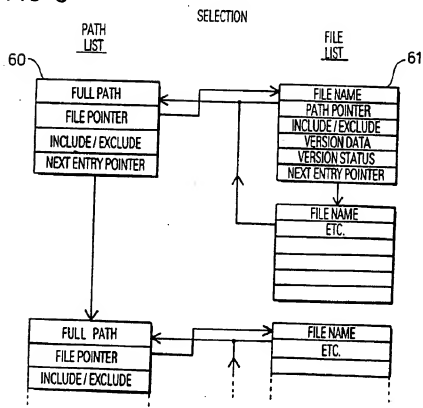 SELECTION
PATH
LIST
FILE
LIST
60
61
FULL PATH
FILE POINTER
INCLUDE / EXCLUDE
NEXT ENTRY POINTER
FILE NAME
PATH POINTER
INCLUDE / EXCLUDE
VERSION DATA
VERSION STATUS
NEXT ENTRY POINTER
FILE NAME
ETC.
FULL PATH
FILE POINTER
INCLUDE / EXCLUDE
FILE NAME
ETC.